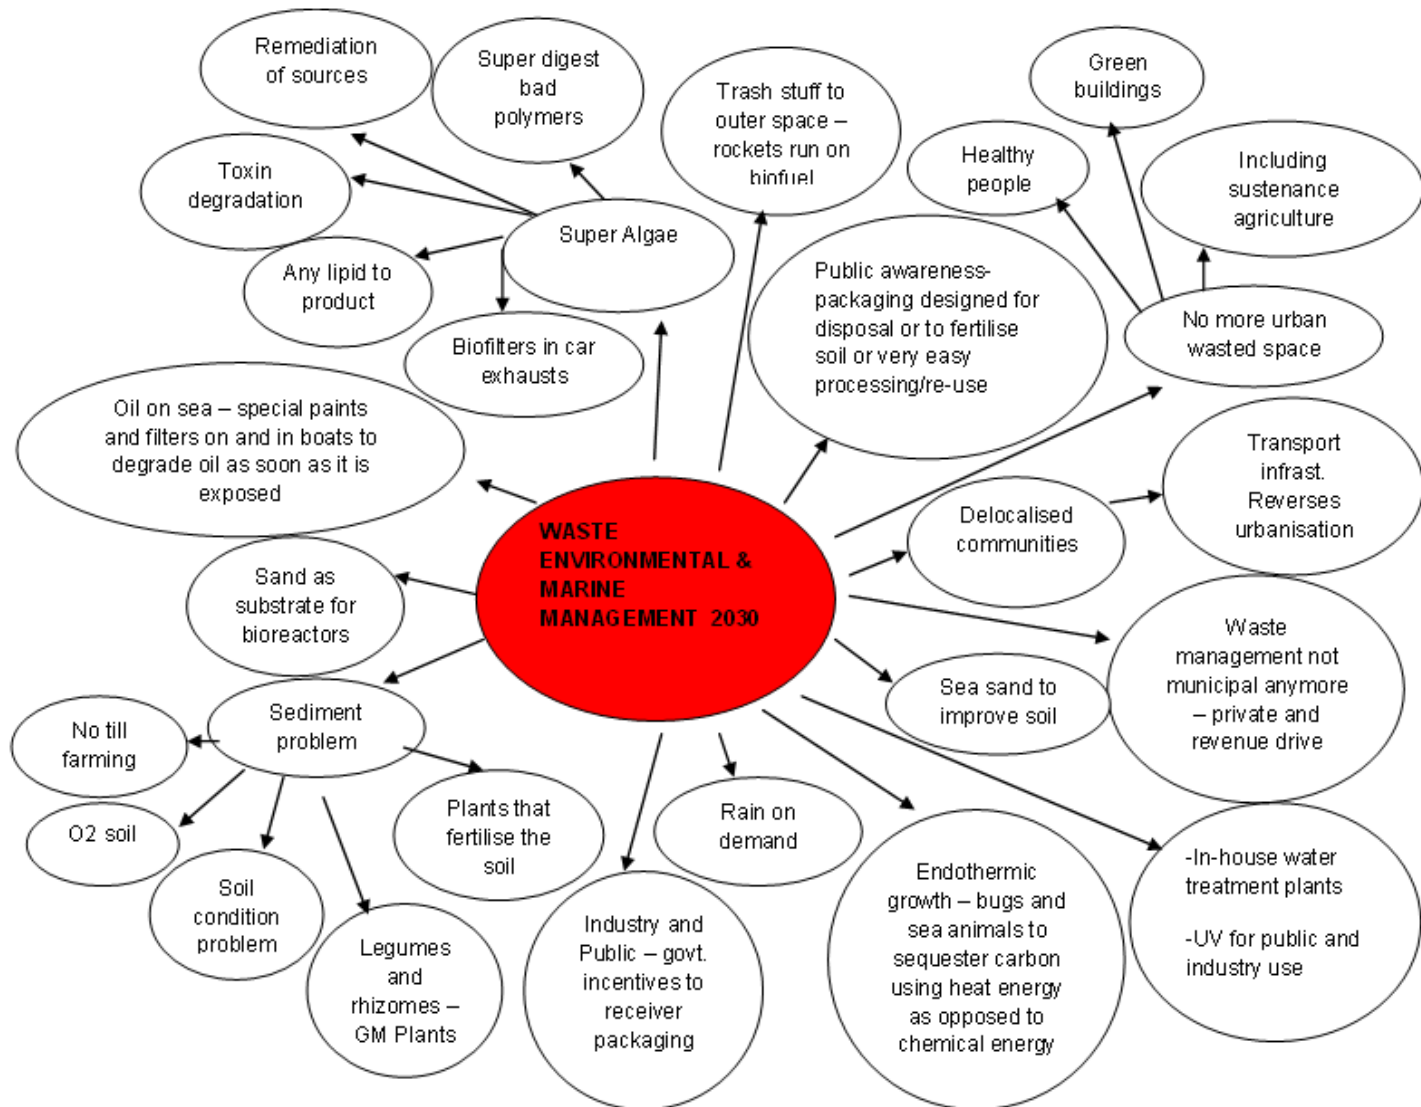 Remediation
of sources
Super digest
bad
polymers
Trash stuff to
outer space –
rockets run on
biofuel
Green
buildings
Healthy
people
Including
sustenance
agriculture
Toxin
degradation
Super Algae
Any lipid to
product
Biofilters in car
exhausts
Public awareness-
packaging designed for
disposal or to fertilise
soil or very easy
processing/re-use
No more urban
wasted space
Oil on sea – special paints
and filters on and in boats to
degrade oil as soon as it is
exposed
Transport
infrast.
Reverses
urbanisation
Delocalised
communities
WASTE
ENVIRONMENTAL &
MARINE
MANAGEMENT 2030
Sand as
substrate for
bioreactors
Waste
management not
municipal anymore
– private and
revenue drive
Sea sand to
improve soil
Sediment
problem
No till
farming
O2 soil
Soil
condition
problem
Legumes
and
rhizomes –
GM Plants
Plants that
fertilise the
soil
Rain on
demand
Industry and
Public – govt.
incentives to
receiver
packaging
Endothermic
growth – bugs and
sea animals to
sequester carbon
using heat energy
as opposed to
chemical energy
-In-house water
treatment plants
-UV for public and
industry use